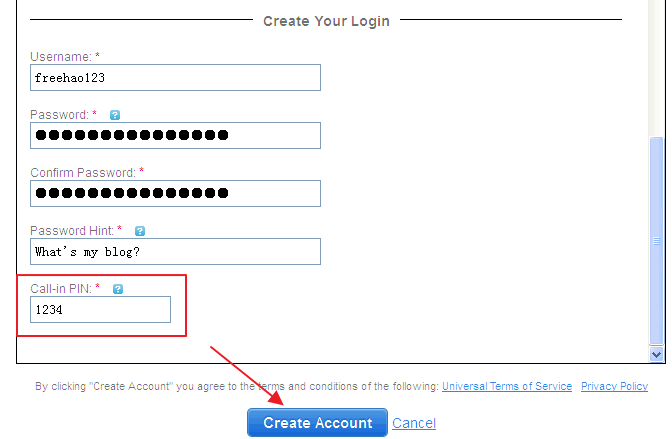 Create Your Login
Username: *
freehao123
Password: * ?
●●●●●●●●●●●●●●●
Confirm Password: *
●●●●●●●●●●●●●●●
Password Hint: * ?
What's my blog?
Call-in PIN: * ?
1234
By clicking "Create Account" you agree to the terms and conditions of the following: Universal Terms of Service Privacy Policy
Create Account Cancel